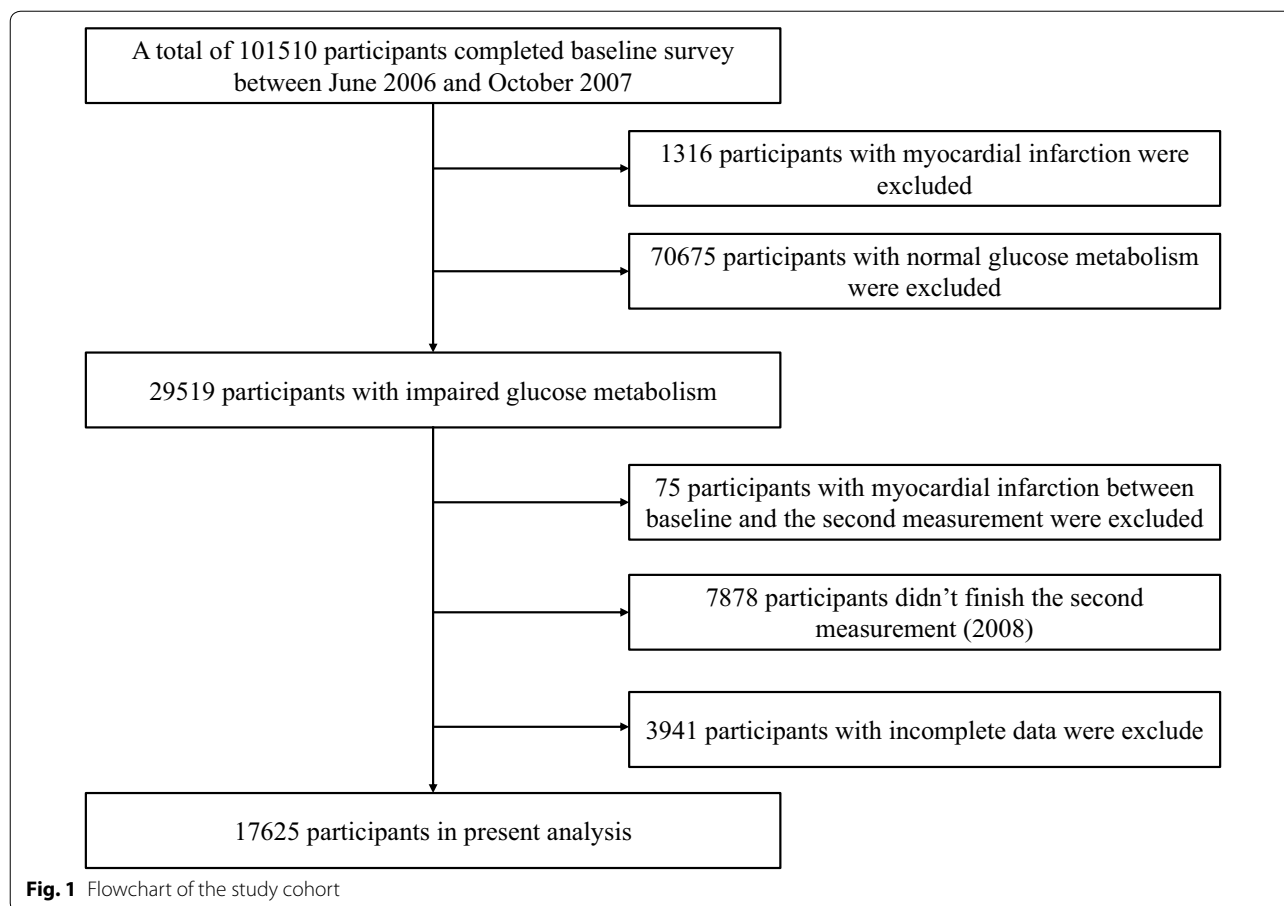 A total of 101510 participants completed baseline survey
between June 2006 and October 2007
1316 participants with myocardial infarction were
excluded
70675 participants with normal glucose metabolism
were excluded
29519 participants with impaired glucose metabolism
75 participants with myocardial infarction between
baseline and the second measurement were excluded
7878 participants didn’t finish the second
measurement (2008)
3941 participants with incomplete data were exclude
17625 participants in present analysis
Fig. 1 Flowchart of the study cohort